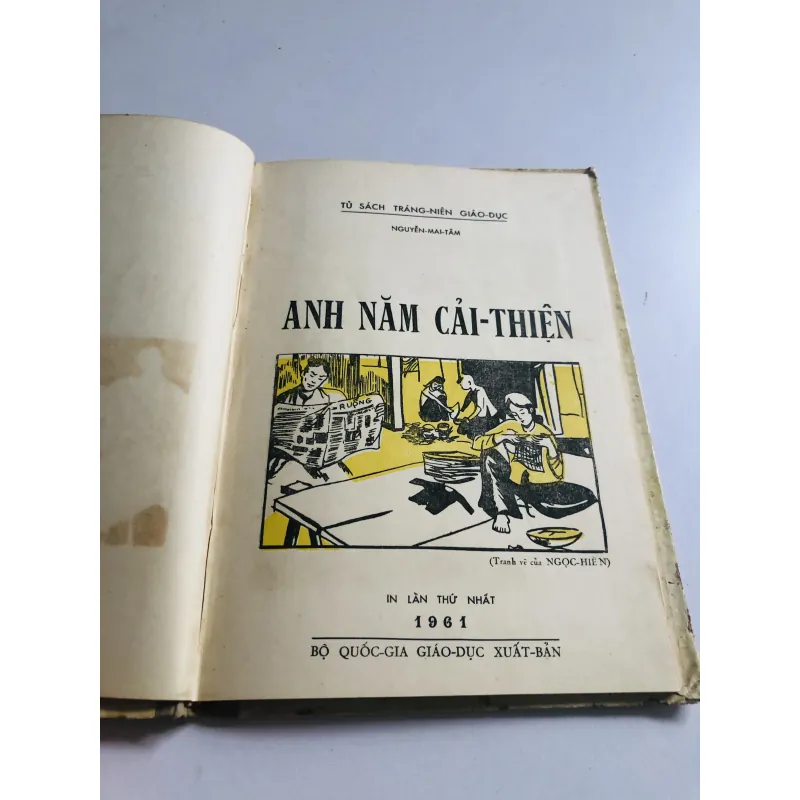 TỦ SÁCH TRÁNG-NIÊN GIÁO-DỤC
NGUYỄN-MAI-TÂM
ANH NĂM CẢI-THIỆN
RUỘNG
(Tranh vẽ của NGỌC-HIỀN)
IN LẦN THỨ NHẤT
1961
BỘ QUỐC-GIA GIÁO-DỤC XUẤT-BẢN